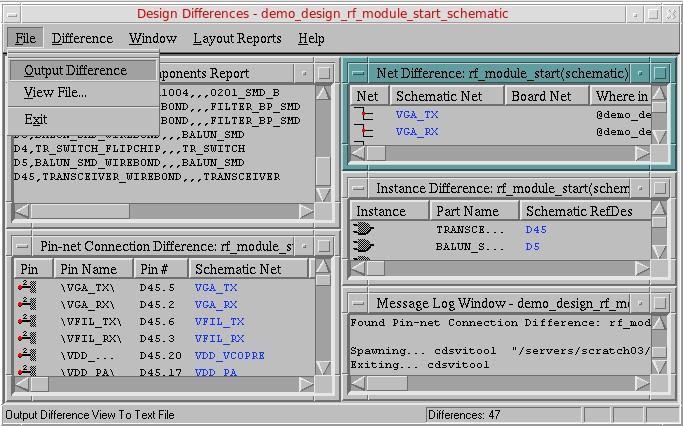 Design Differences - demo_design_rf_module_start_schematic
File Difference Window Layout Reports Help
Output Difference
View File...
Exit
ponents Report
1004,,,0201_SMD_B
BOND,,,FILTER_BP_SMD
BOND,,,FILTER_BP_SMD
D3,BALUN_SMD_WIREBOND,,,BALUN_SMD
D4,TR_SWITCH_FLIPCHIP,,,TR_SWITCH
D5,BALUN_SMD_WIREBOND,,,BALUN_SMD
D45,TRANSCEIVER_WIREBOND,,,TRANSCEIVER
Net Difference: rf_module_start(schematic)
Net Schematic Net Board Net Where in
VGA_TX @demo_de
VGA_RX @demo_de
Instance Difference: rf_module_start(schem
Instance Part Name Schematic RefDes
TRANSCE... D45
BALUN_S... D5
Pin-net Connection Difference: rf_module_s
Pin Pin Name Pin # Schematic Net
\VGA_TX\ D45.5 VGA_TX
\VGA_RX\ D45.2 VGA_RX
\VFIL_TX\ D45.6 VFIL_TX
\VFIL_RX\ D45.3 VFIL_RX
\VDD_... D45.20 VDD_VCOPRE
\VDD_PA\ D45.17 VDD_PA
Message Log Window - demo_design_rf_m
Found Pin-net Connection Difference: rf_mod
Spawning... cdsvitool "/servers/scratch03/
Exiting... cdsvitool
Output Difference View To Text File
Differences: 47